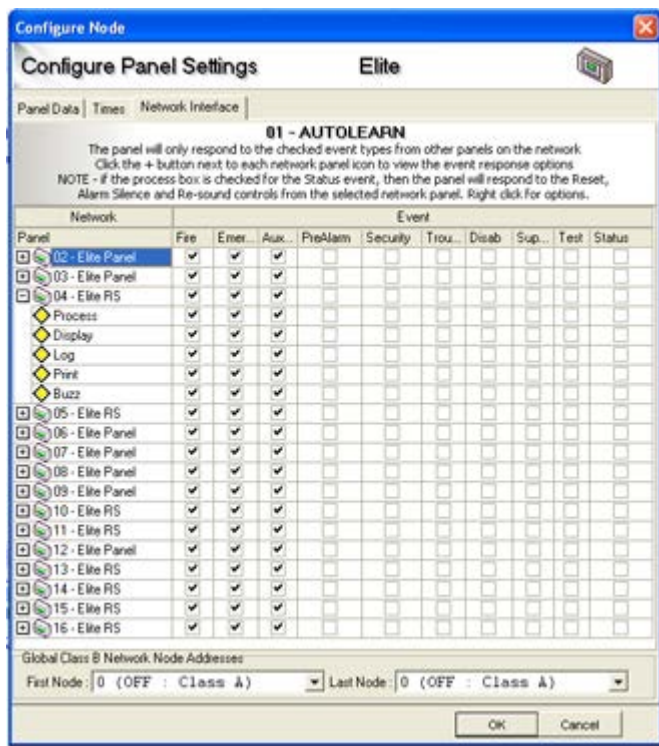 Configure Node
Configure Panel Settings Elite
Panel Data Times Network Interface
01 - AUTOLEARN
The panel will only respond to the checked event types from other panels on the network
Click the + button next to each network panel icon to view the event response options
NOTE - if the process box is checked for the Status event, then the panel will respond to the Reset,
Alarm Silence and Re-sound controls from the selected network panel. Right click for options.
Network Event
Panel Fire Emer... Aux... PreAlarm Security Trou... Disab Sup... Test Status
02 - Elite Panel
03 - Elite Panel
04 - Elite RS
Process
Display
Log
Print
Buzz
05 - Elite RS
06 - Elite Panel
07 - Elite Panel
08 - Elite Panel
09 - Elite Panel
10 - Elite RS
11 - Elite RS
12 - Elite Panel
13 - Elite RS
14 - Elite RS
15 - Elite RS
16 - Elite RS
Global Class B Network Node Addresses
First Node : 0 (OFF : Class A) Last Node : 0 (OFF : Class A)
OK Cancel